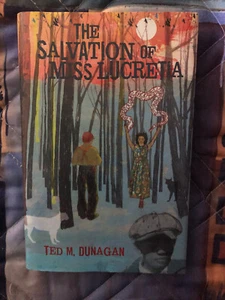 THE
SALVATION OF
MISS LUCRETIA
TED M. DUNAGAN